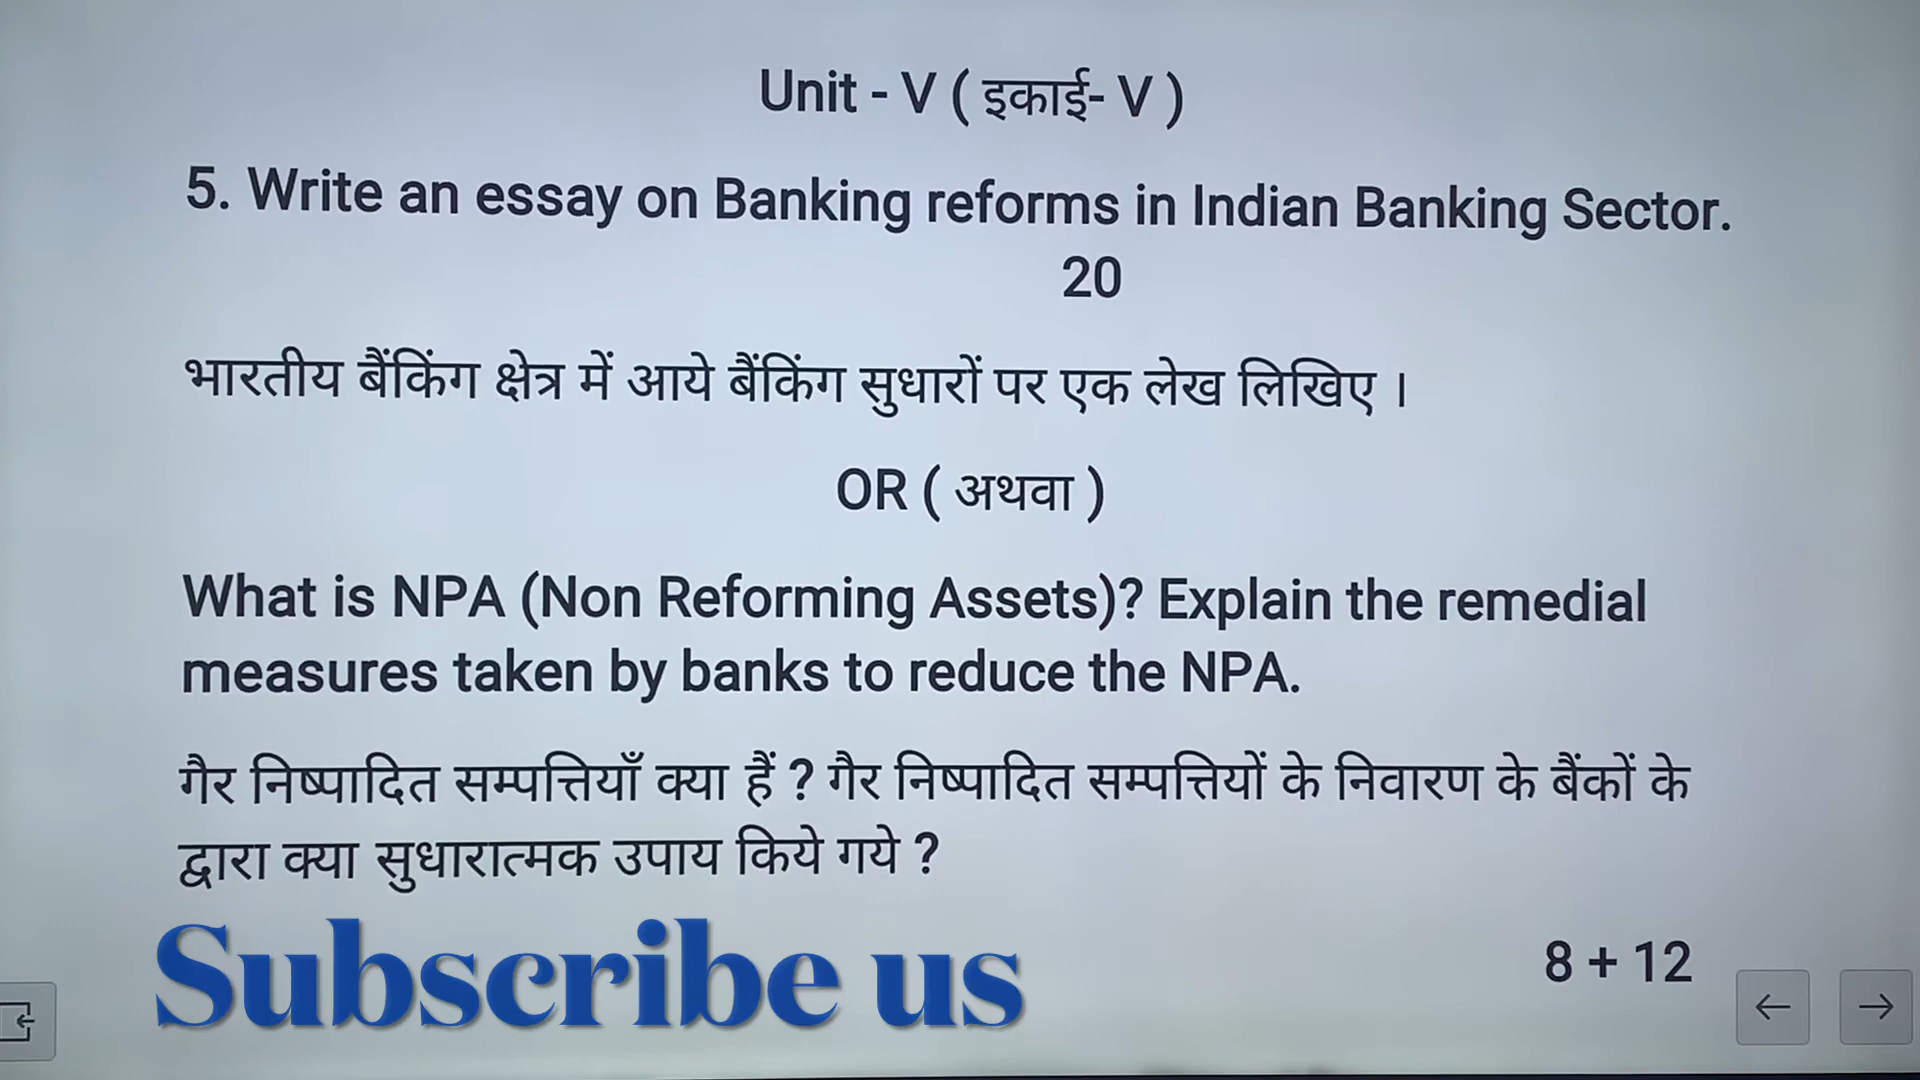 Unit - V ( इकाई- V )
5. Write an essay on Banking reforms in Indian Banking Sector.
20
भारतीय बैंकिंग क्षेत्र में आये बैंकिंग सुधारों पर एक लेख लिखिए ।
OR ( अथवा )
What is NPA (Non Reforming Assets)? Explain the remedial
measures taken by banks to reduce the NPA.
गैर निष्पादित सम्पत्तियाँ क्या हैं ? गैर निष्पादित सम्पत्तियों के निवारण के बैंकों के
द्वारा क्या सुधारात्मक उपाय किये गये ?
8 + 12
Subscribe us